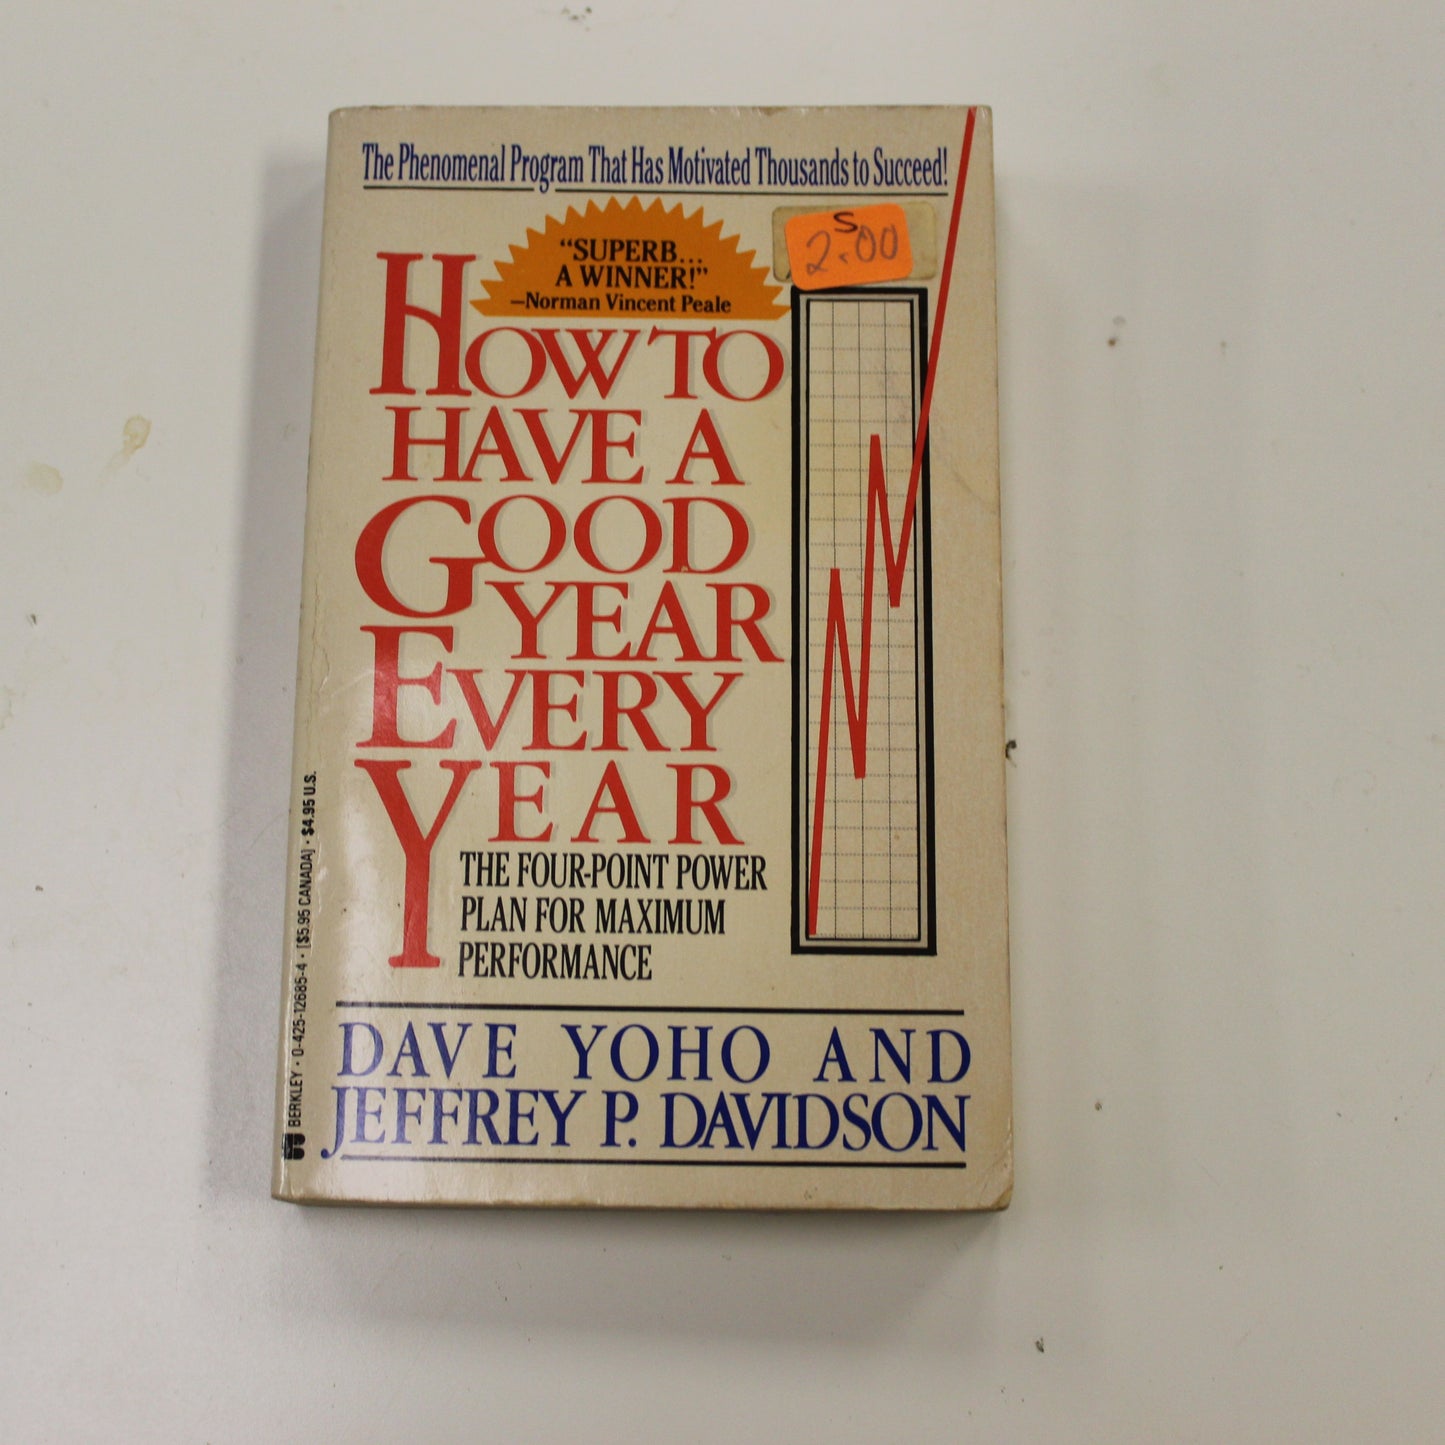 The Phenomenal Program That Has Motivated Thousands to Succeed!
"SUPERB...
A WINNER!"
—Norman Vincent Peale
S
2.00
HOW TO
HAVE A
GOOD
YEAR
EVERY
YEAR
THE FOUR-POINT POWER
PLAN FOR MAXIMUM
PERFORMANCE
DAVE YOHO AND
JEFFREY P. DAVIDSON
BERKLEY • 0-425-12685-4 • [$5.95 CANADA] • $4.95 U.S.